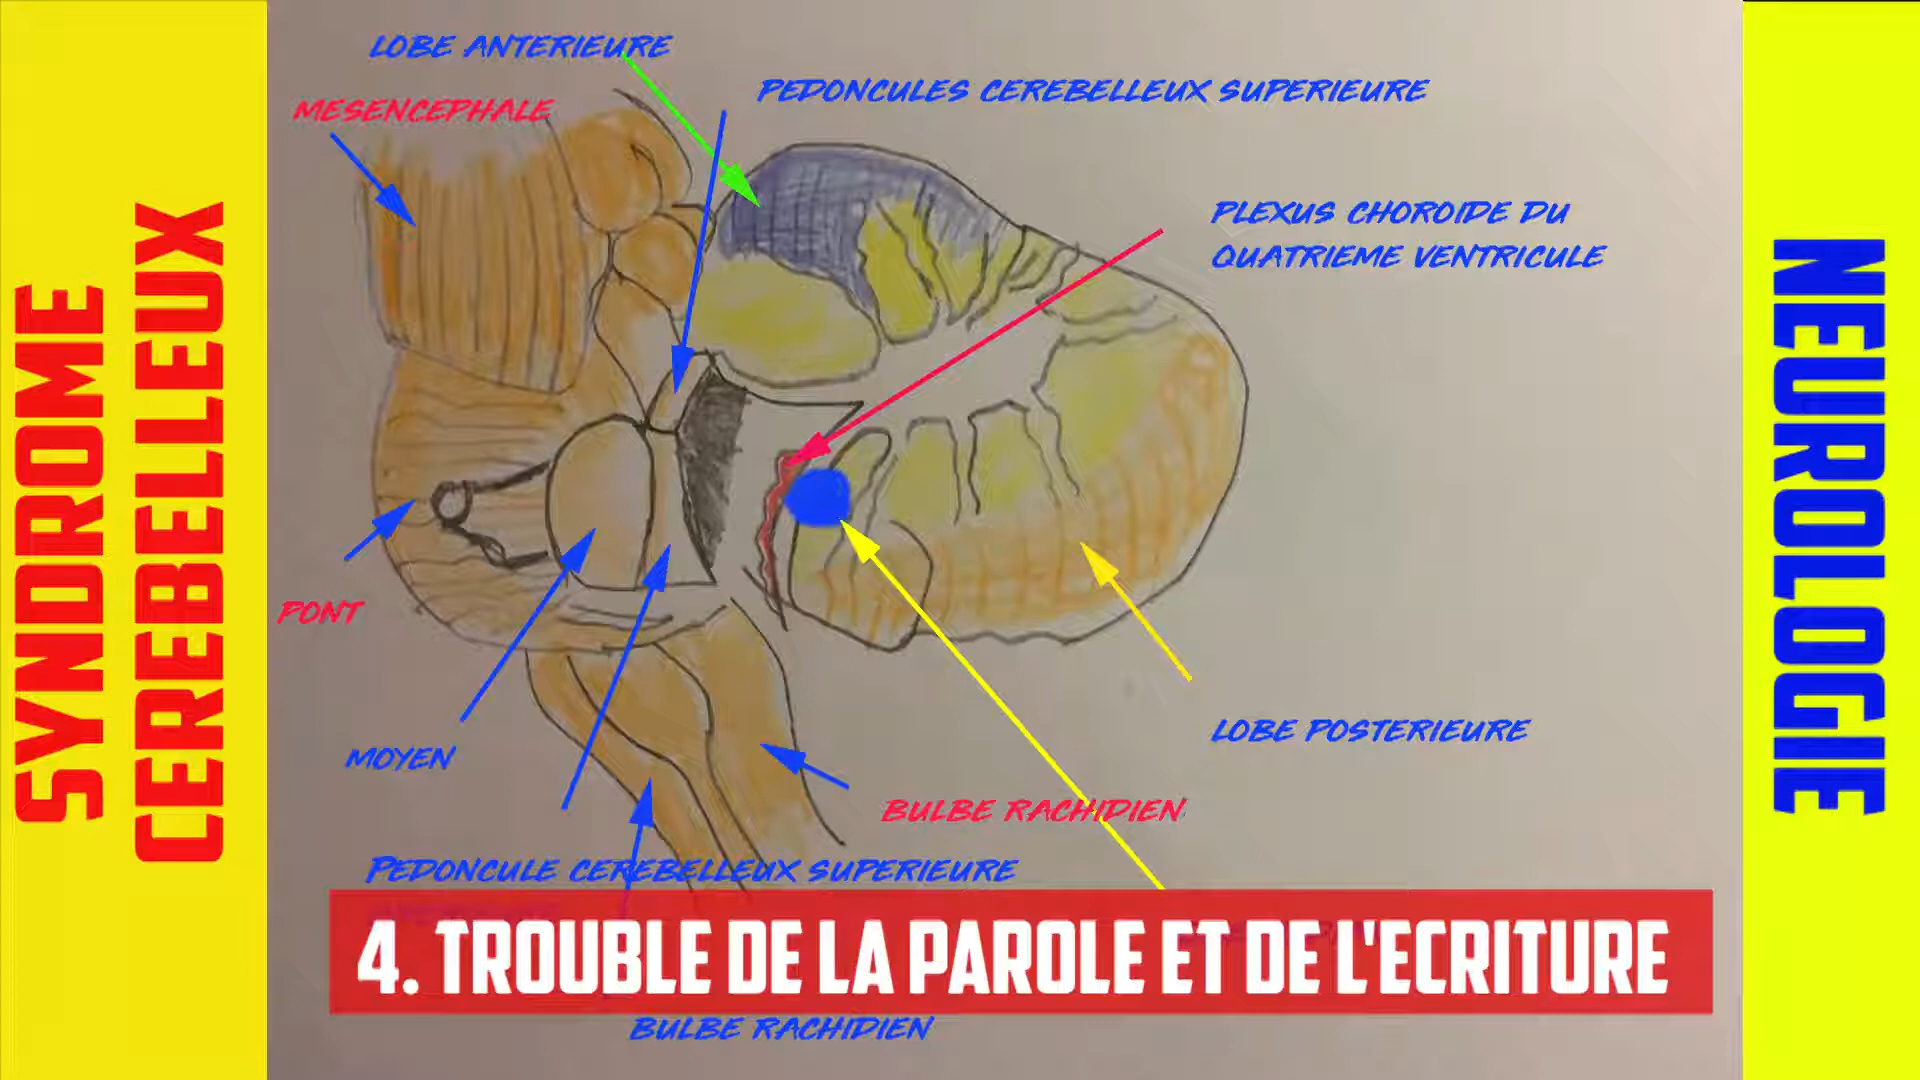 SYNDROME
CEREBELLEUX
LOBE ANTERIEURE
PEDONCULES CEREBELLEUX SUPERIEURE
MESENCEPHALE
PLEXUS CHOROIDE DU
QUATRIEME VENTRICULE
PONT
MOYEN
LOBE POSTERIEURE
BULBE RACHIDIEN
PEDONCULE CEREBELLEUX SUPERIEURE
4. TROUBLE DE LA PAROLE ET DE L'ECRITURE
BULBE RACHIDIEN
NEUROLOGIE